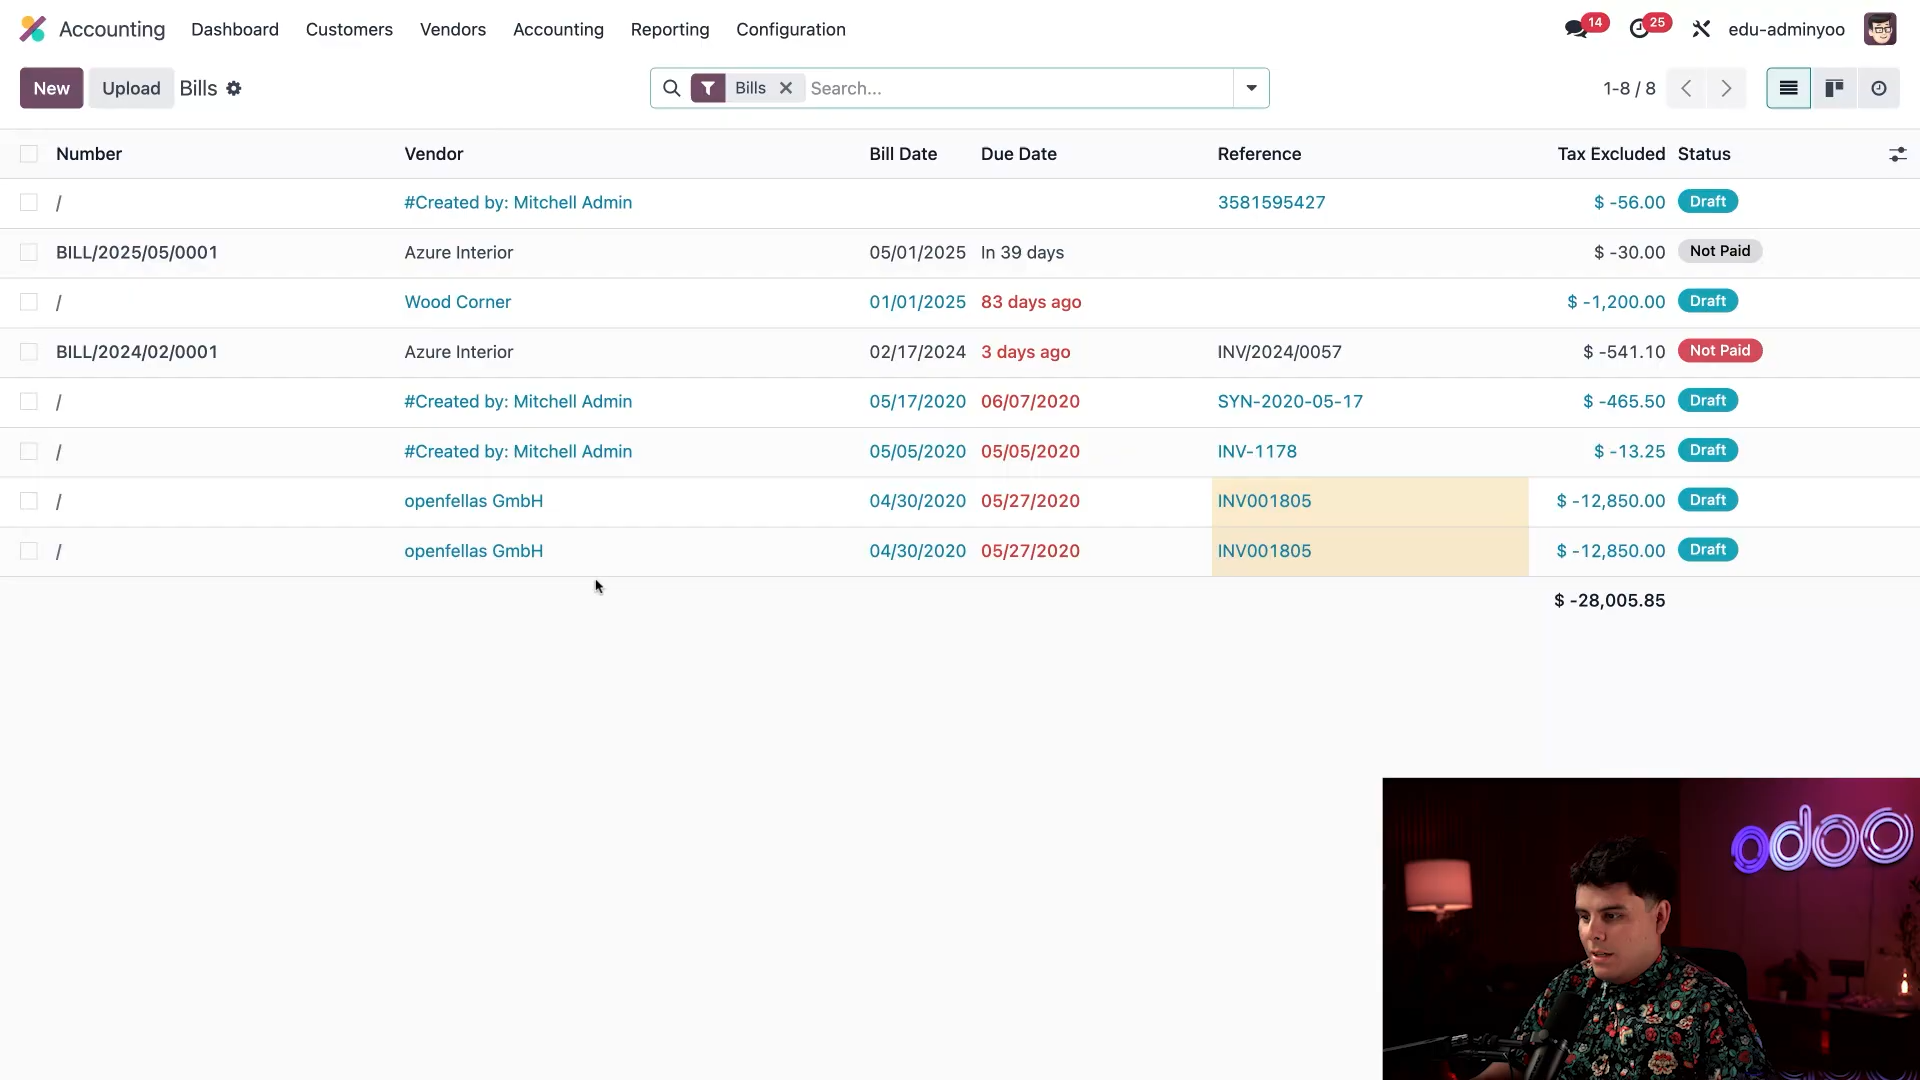 Accounting Dashboard Customers Vendors Accounting Reporting Configuration 14 25 edu-adminyoo
New Upload Bills Bills Search... 1-8 / 8
Number Vendor Bill Date Due Date Reference Tax Excluded Status
/ #Created by: Mitchell Admin 3581595427 $ -56.00 Draft
BILL/2025/05/0001 Azure Interior 05/01/2025 In 39 days $ -30.00 Not Paid
/ Wood Corner 01/01/2025 83 days ago $ -1,200.00 Draft
BILL/2024/02/0001 Azure Interior 02/17/2024 3 days ago INV/2024/0057 $ -541.10 Not Paid
/ #Created by: Mitchell Admin 05/17/2020 06/07/2020 SYN-2020-05-17 $ -465.50 Draft
/ #Created by: Mitchell Admin 05/05/2020 05/05/2020 INV-1178 $ -13.25 Draft
/ openfellas GmbH 04/30/2020 05/27/2020 INV001805 $ -12,850.00 Draft
/ openfellas GmbH 04/30/2020 05/27/2020 INV001805 $ -12,850.00 Draft
$ -28,005.85
odoo